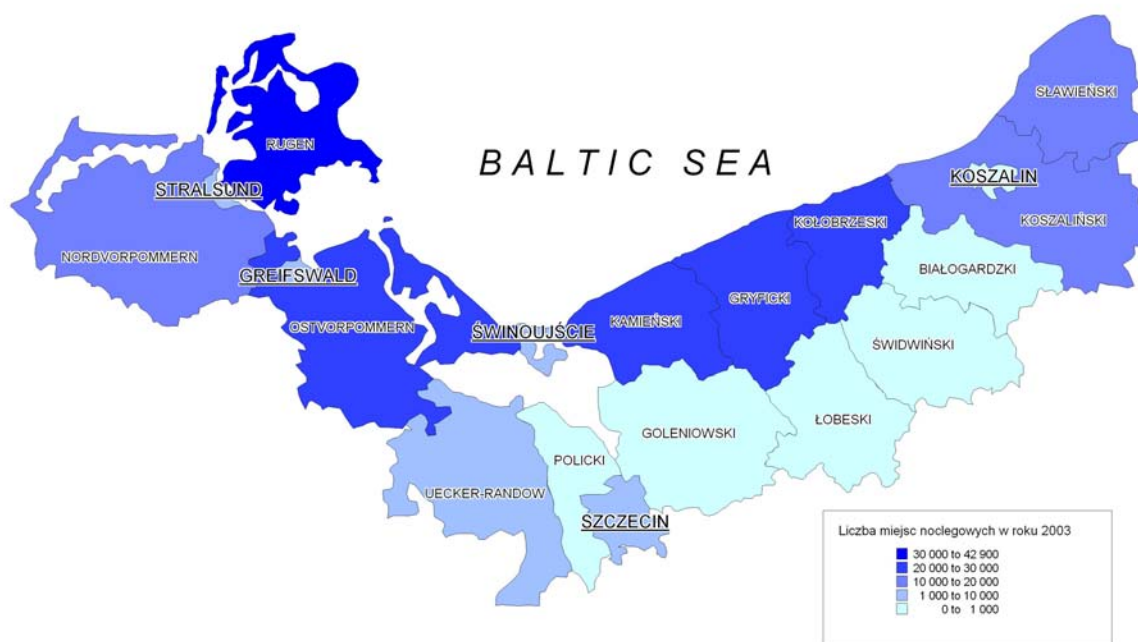 BALTIC SEA
SŁAWIEŃSKI
RUGEN
STRALSUND
KOSZALIN
KOSZALIŃSKI
KOŁOBRZESKI
NORDVORPOMMERN
BIAŁOGARDZKI
GREIFSWALD
GRYFICKI
OSTVORPOMMERN
ŚWINOUJŚCIE
KAMIEŃSKI
ŚWIDWIŃSKI
ŁOBESKI
GOLENIOWSKI
POLICKI
UECKER-RANDOW
SZCZECIN
Liczba miejsc noclegowych w roku 2003
30 000 to 42 900
20 000 to 30 000
10 000 to 20 000
1 000 to 10 000
0 to 1 000